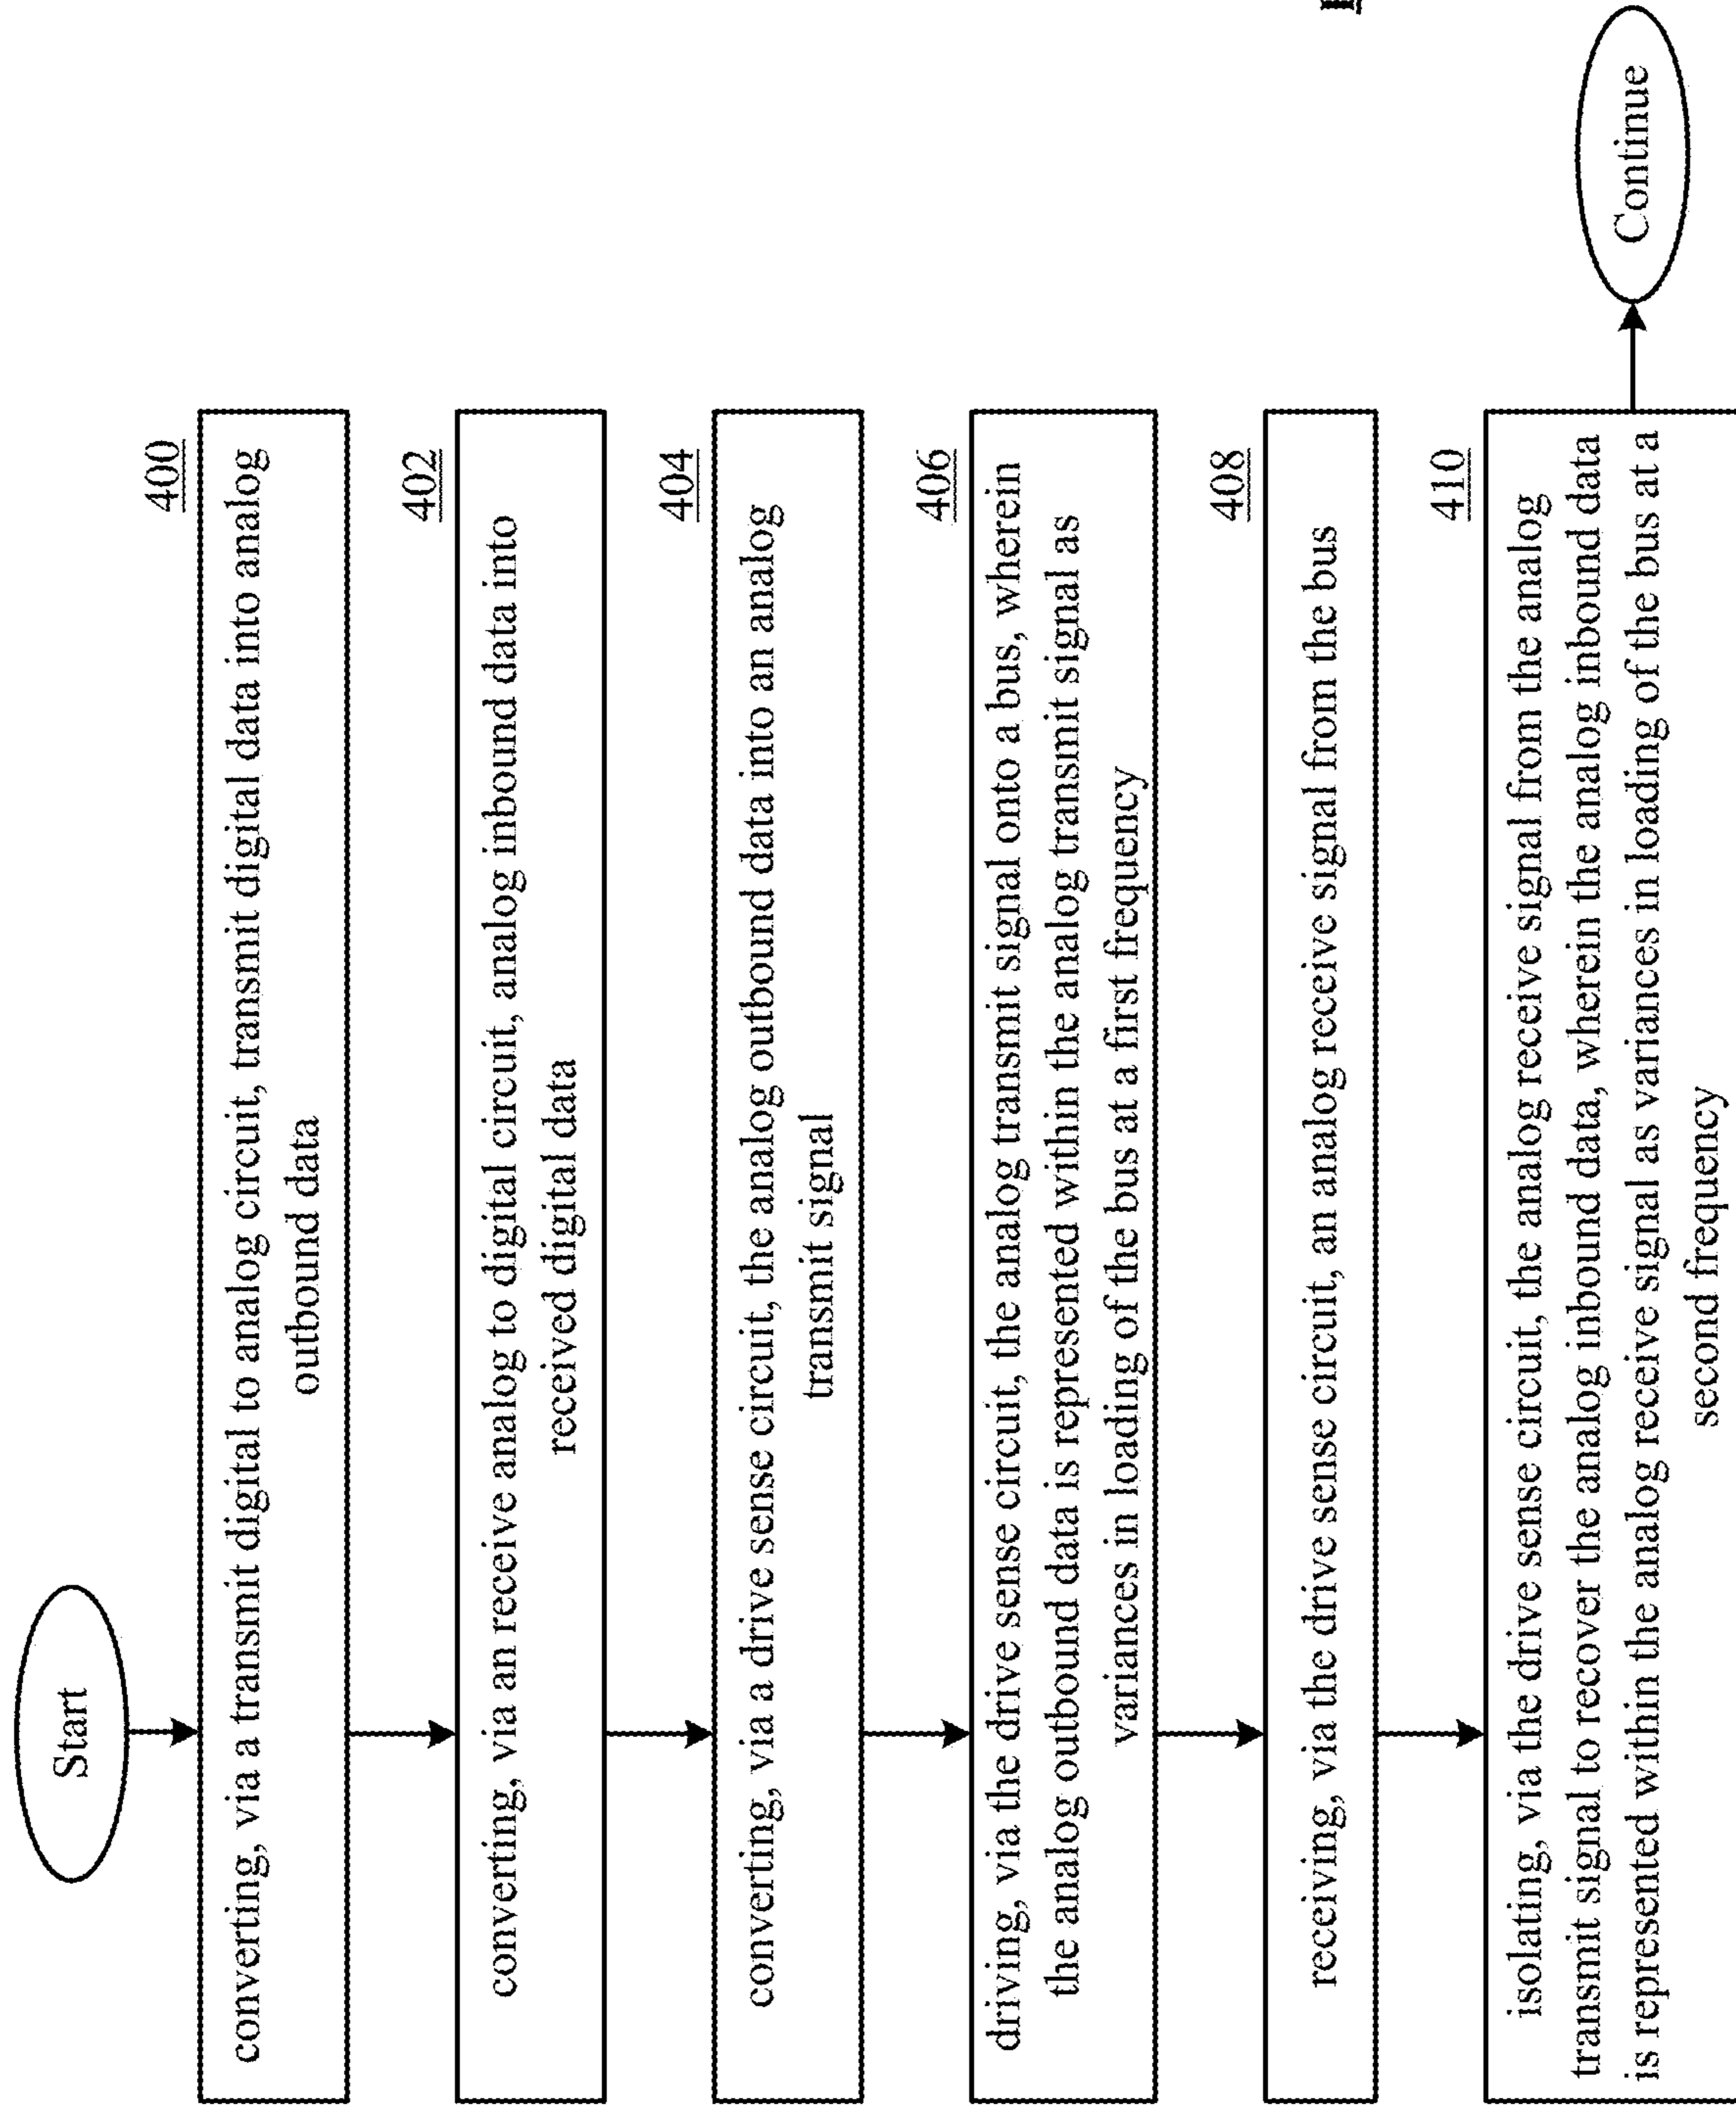 Start
400
converting, via a transmit digital to analog circuit, transmit digital data into analog
outbound data
402
converting, via an receive analog to digital circuit, analog inbound data into
received digital data
404
converting, via a drive sense circuit, the analog outbound data into an analog
transmit signal
406
driving, via the drive sense circuit, the analog transmit signal onto a bus, wherein
the analog outbound data is represented within the analog transmit signal as
variances in loading of the bus at a first frequency
408
receiving, via the drive sense circuit, an analog receive signal from the bus
410
isolating, via the drive sense circuit, the analog receive signal from the analog
transmit signal to recover the analog inbound data, wherein the analog inbound data
is represented within the analog receive signal as variances in loading of the bus at a
second frequency
Continue